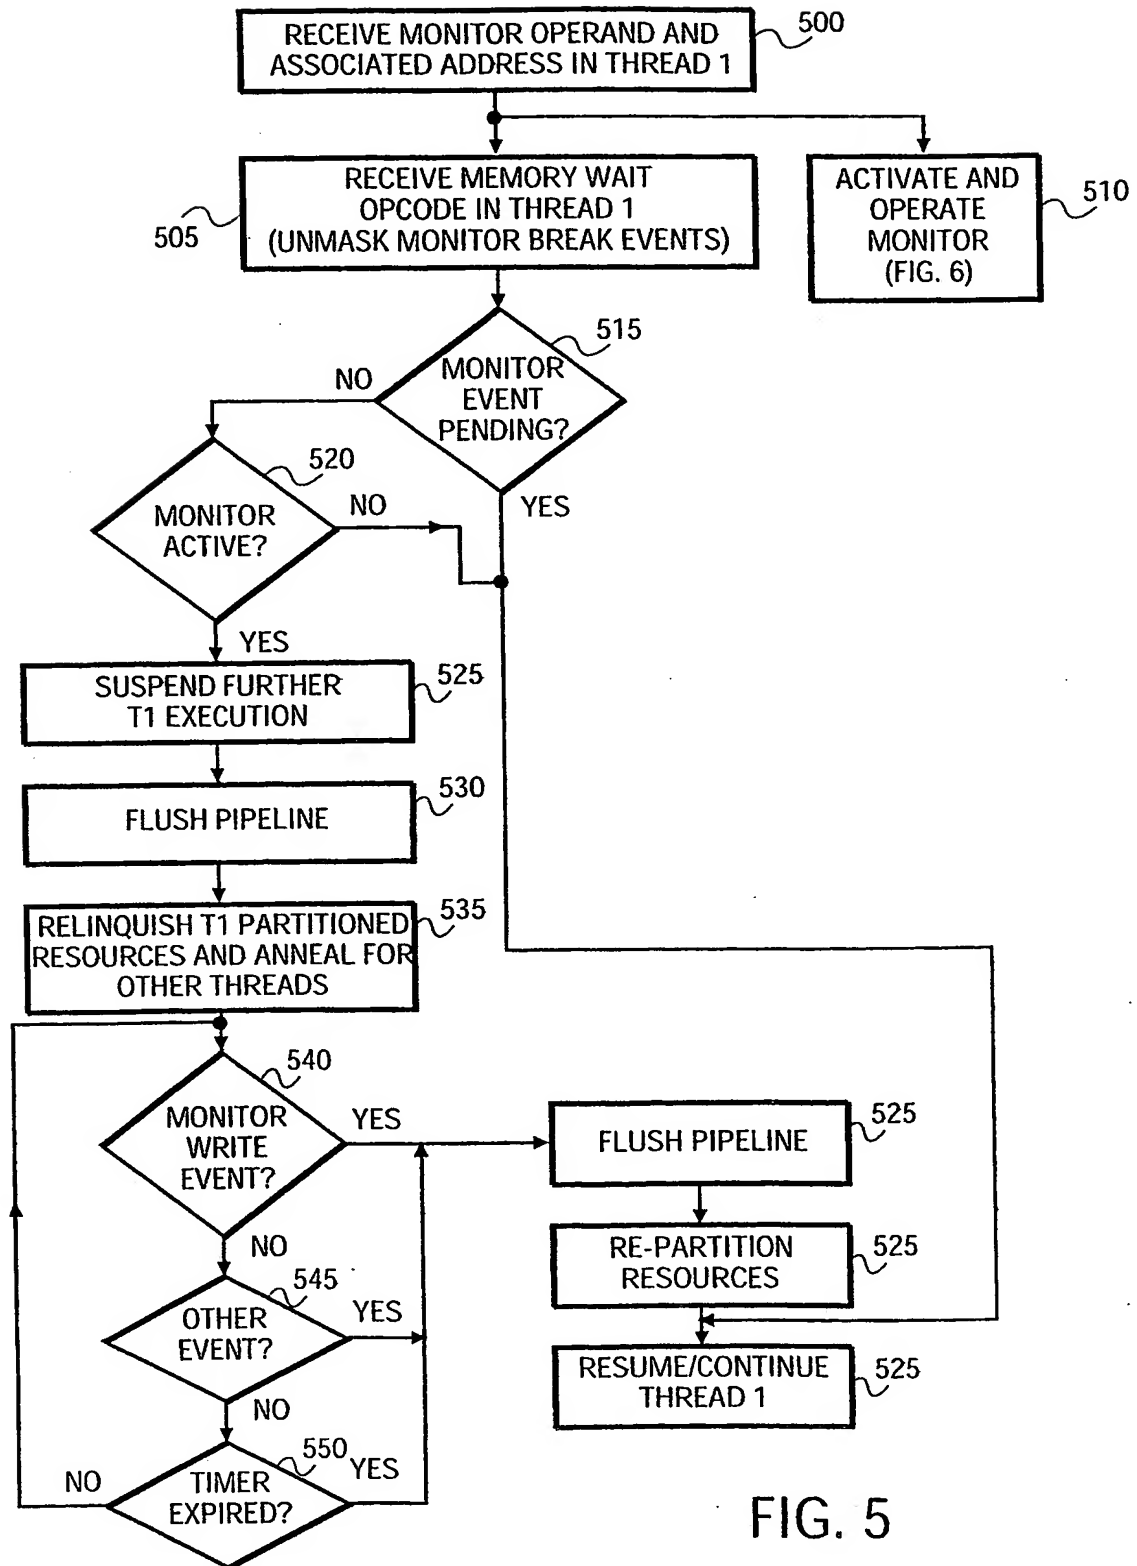 RECEIVE MONITOR OPERAND AND
ASSOCIATED ADDRESS IN THREAD 1
500
RECEIVE MEMORY WAIT
OPCODE IN THREAD 1
(UNMASK MONITOR BREAK EVENTS)
505
ACTIVATE AND
OPERATE
MONITOR
(FIG. 6)
510
515
MONITOR
EVENT
PENDING?
NO
YES
520
MONITOR
ACTIVE?
NO
YES
SUSPEND FURTHER
T1 EXECUTION
525
FLUSH PIPELINE
530
RELINQUISH T1 PARTITIONED
RESOURCES AND ANNEAL FOR
OTHER THREADS
535
540
MONITOR
WRITE
EVENT?
YES
NO
545
OTHER
EVENT?
YES
NO
550
TIMER
EXPIRED?
YES
NO
FLUSH PIPELINE
525
RE-PARTITION
RESOURCES
525
RESUME/CONTINUE
THREAD 1
525
FIG. 5